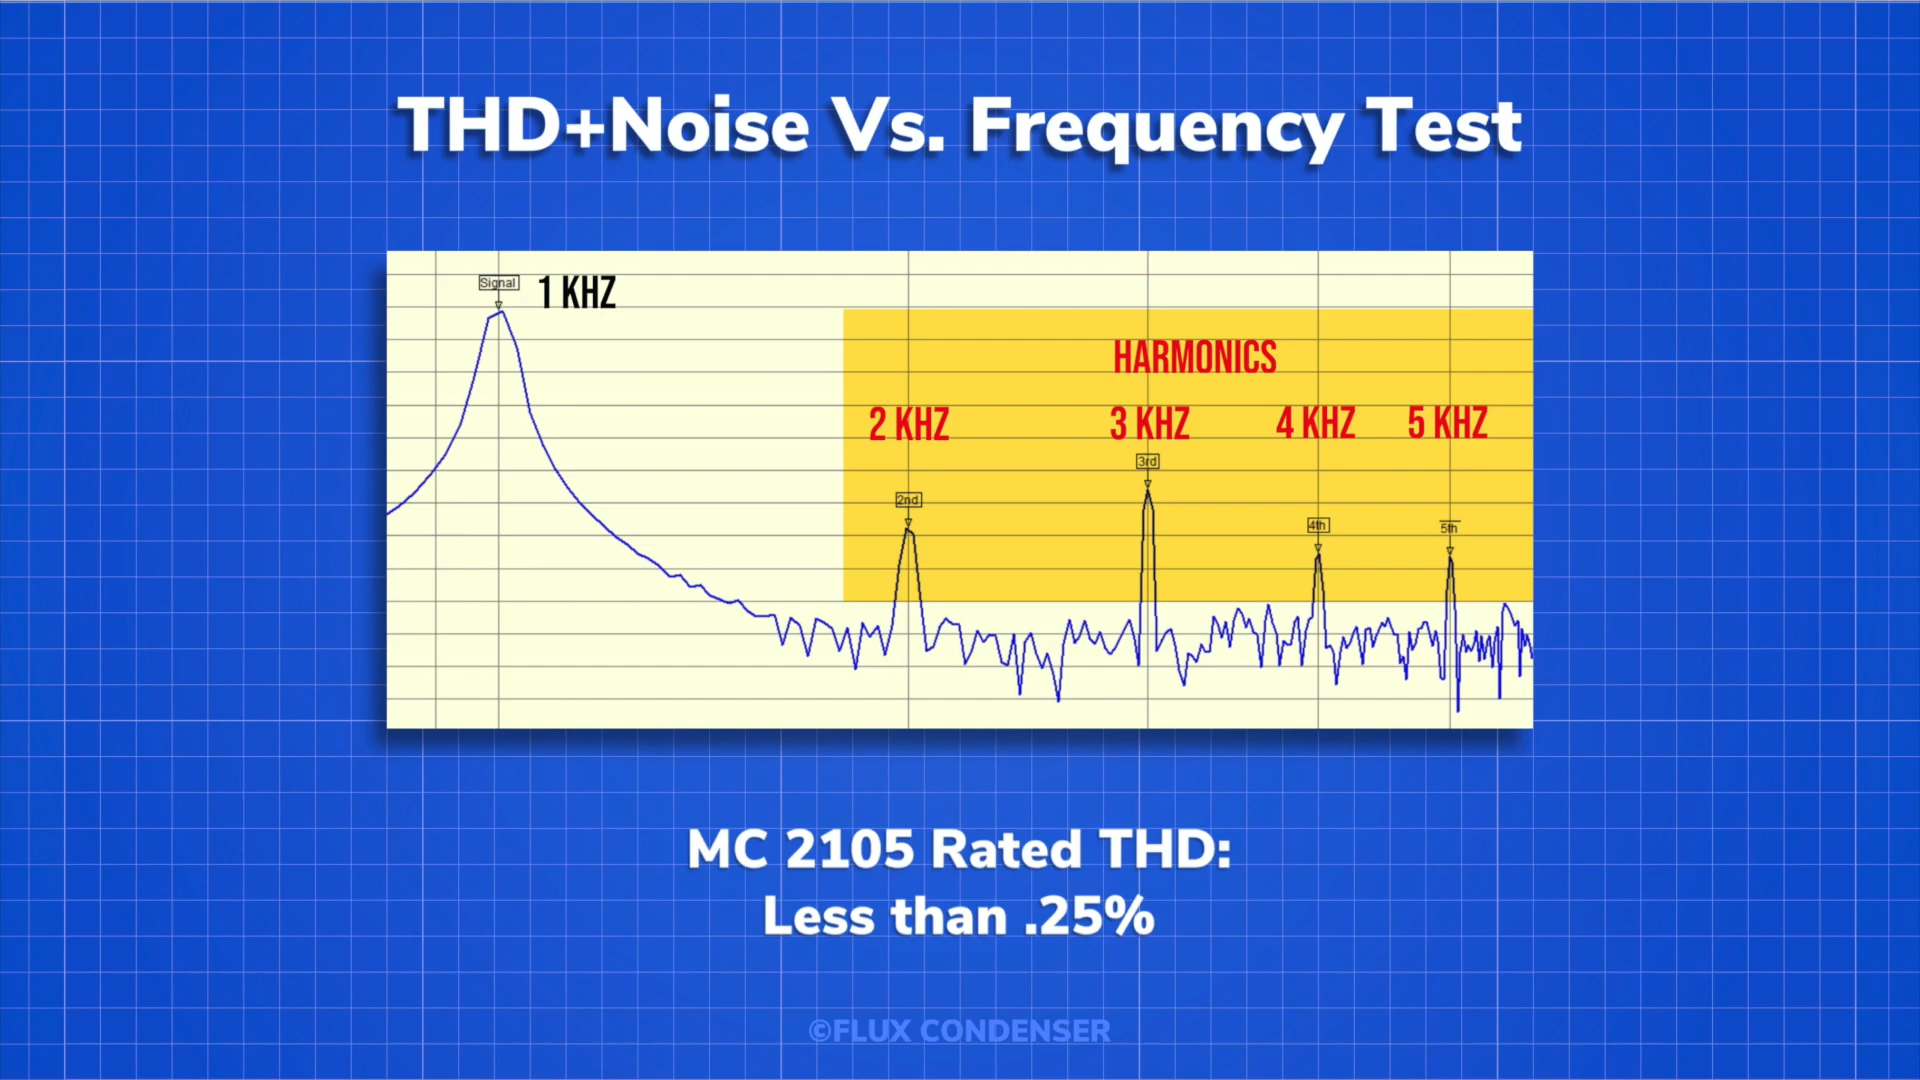 THD+Noise Vs. Frequency Test
Signal
1 KHZ
HARMONICS
2 KHZ 3 KHZ 4 KHZ 5 KHZ
3rd
2nd
4th
5th
MC 2105 Rated THD:
Less than .25%
©FLUX CONDENSER